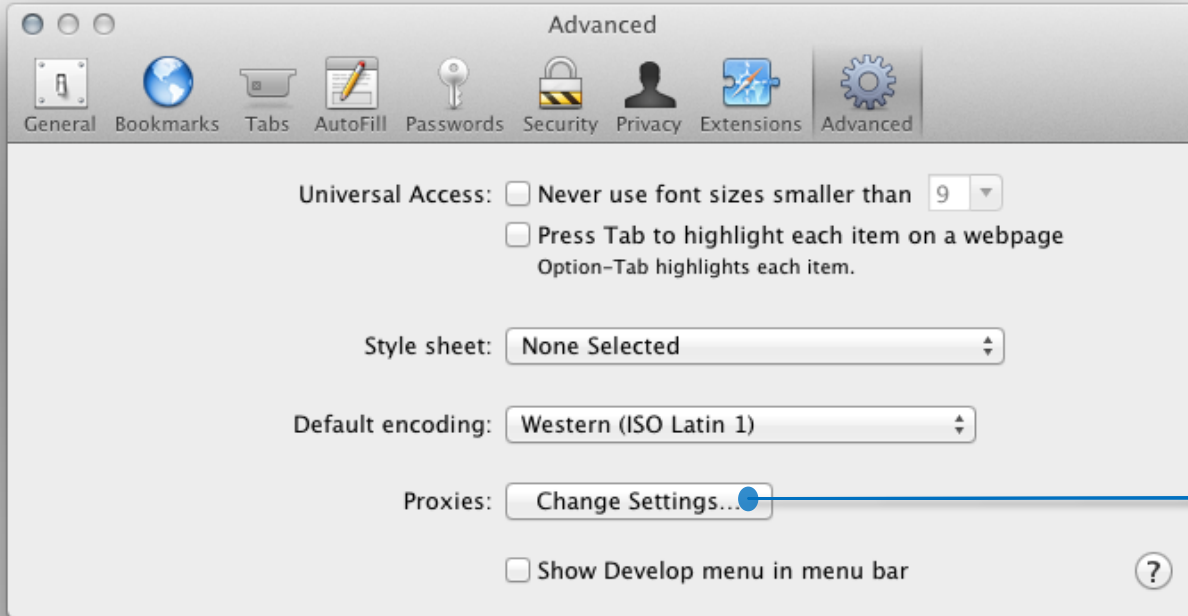 Advanced
General Bookmarks Tabs AutoFill Passwords Security Privacy Extensions Advanced
Universal Access: Never use font sizes smaller than 9
Press Tab to highlight each item on a webpage
Option-Tab highlights each item.
Style sheet: None Selected
Default encoding: Western (ISO Latin 1)
Proxies: Change Settings...
Show Develop menu in menu bar ?